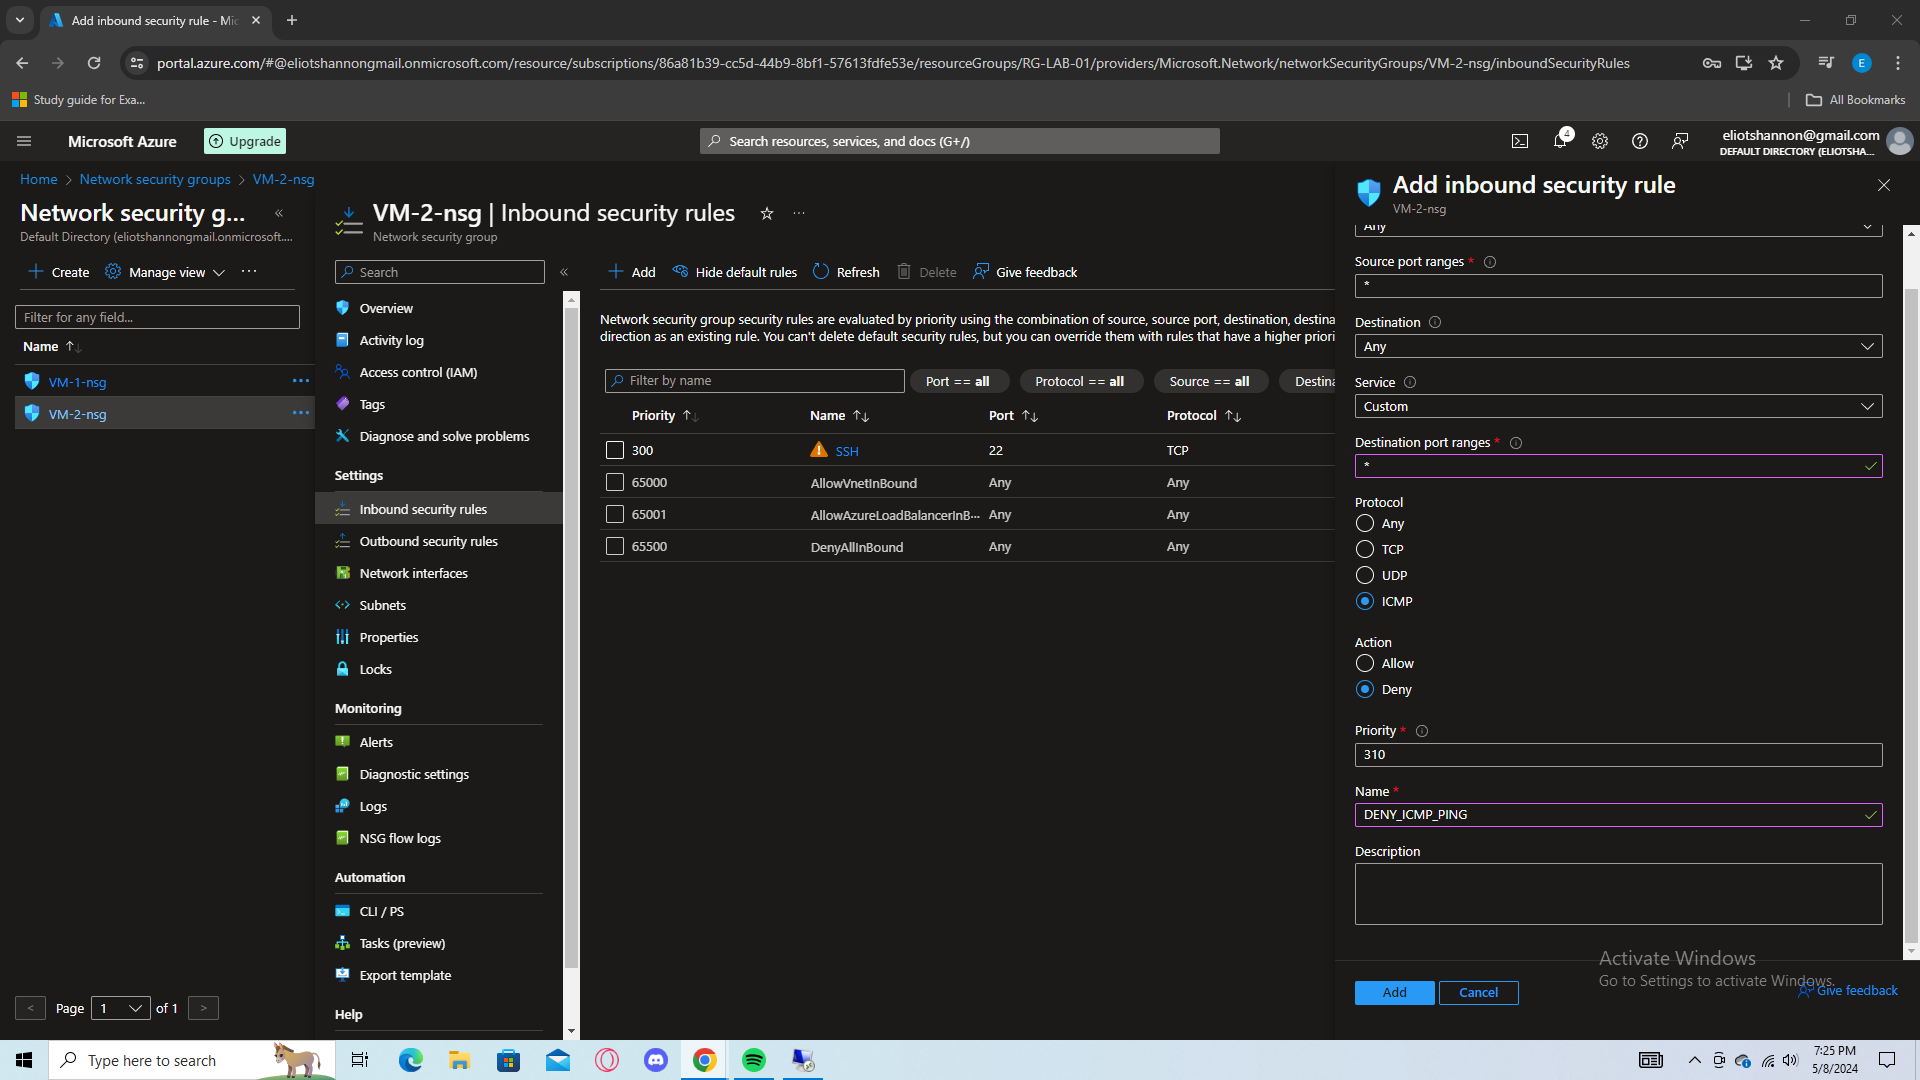 Add inbound security rule - Mic
portal.azure.com/#@eliotshannongmail.onmicrosoft.com/resource/subscriptions/86a81b39-cc5d-44b9-8bf1-57613fdfe53e/resourceGroups/RG-LAB-01/providers/Microsoft.Network/networkSecurityGroups/VM-2-nsg/inboundSecurityRules
E
Study guide for Exa...
All Bookmarks
Microsoft Azure
Upgrade
Search resources, services, and docs (G+/)
4
eliotshannon@gmail.com
DEFAULT DIRECTORY (ELIOTSHA...
Home > Network security groups > VM-2-nsg
Network security g...
Default Directory (eliotshannongmail.onmicrosoft....
Create
Manage view
Filter for any field...
Name
VM-1-nsg
VM-2-nsg
< Page 1 of 1 >
VM-2-nsg | Inbound security rules
Network security group
Search
Overview
Activity log
Access control (IAM)
Tags
Diagnose and solve problems
Settings
Inbound security rules
Outbound security rules
Network interfaces
Subnets
Properties
Locks
Monitoring
Alerts
Diagnostic settings
Logs
NSG flow logs
Automation
CLI / PS
Tasks (preview)
Export template
Help
Add
Hide default rules
Refresh
Delete
Give feedback
Network security group security rules are evaluated by priority using the combination of source, source port, destination, destina
direction as an existing rule. You can't delete default security rules, but you can override them with rules that have a higher priori
Filter by name
Port == all
Protocol == all
Source == all
Destina
Priority Name Port Protocol
300 SSH 22 TCP
65000 AllowVnetInBound Any Any
65001 AllowAzureLoadBalancerInB... Any Any
65500 DenyAllInBound Any Any
Add inbound security rule
VM-2-nsg
Any
Source port ranges *
*
Destination
Any
Service
Custom
Destination port ranges *
*
Protocol
Any
TCP
UDP
ICMP
Action
Allow
Deny
Priority *
310
Name *
DENY_ICMP_PING
Description
Activate Windows
Go to Settings to activate Windows.
Add
Cancel
Give feedback
Type here to search
7:25 PM
5/8/2024